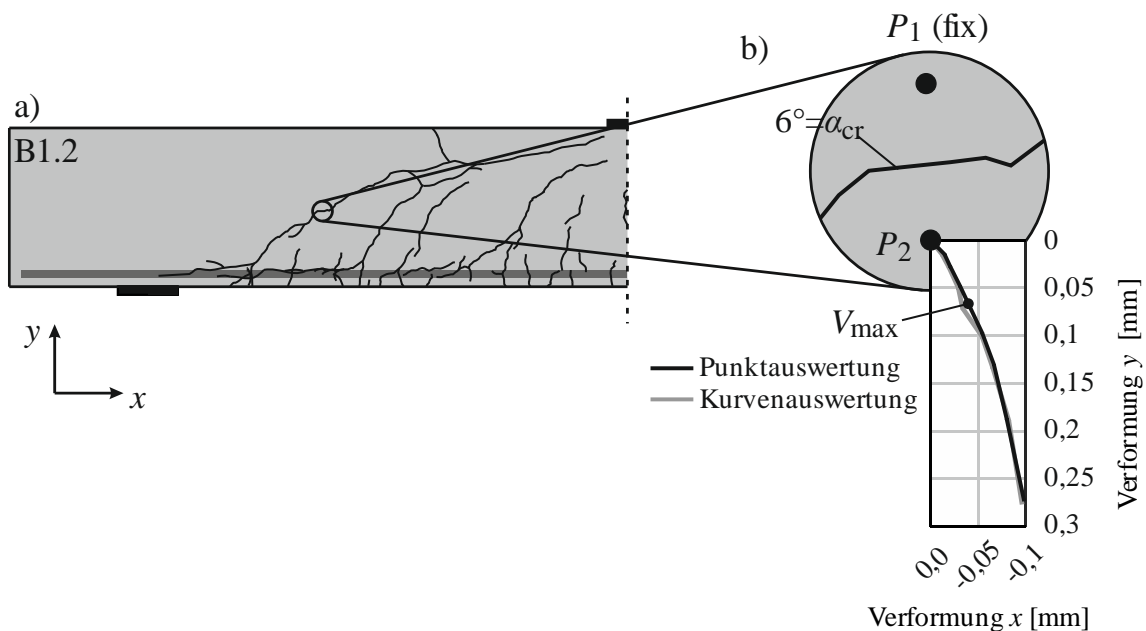 a)
B1.2
y
x
b)
P1 (fix)
6°=αcr
P2
Vmax
Punktauswertung
Kurvenauswertung
0
0,05
0,1
0,15
0,2
0,25
0,3
Verformung y [mm]
0,0
-0,05
-0,1
Verformung x [mm]